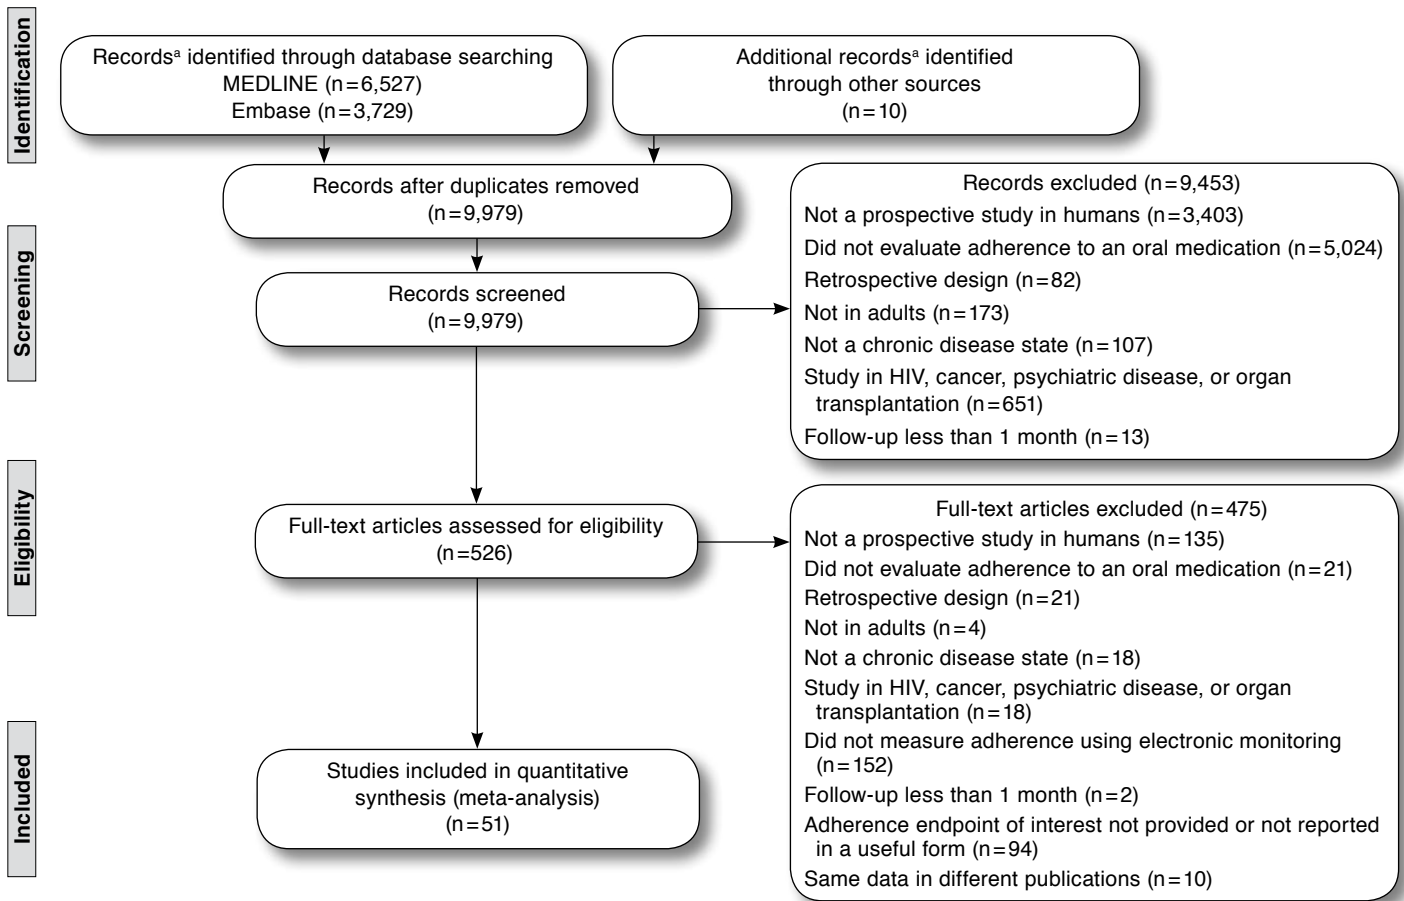 Identification
Recordsᵃ identified through database searching
MEDLINE (n=6,527)
Embase (n=3,729)
Additional recordsᵃ identified
through other sources
(n=10)
Records after duplicates removed
(n=9,979)
Screening
Records screened
(n=9,979)
Records excluded (n=9,453)
Not a prospective study in humans (n=3,403)
Did not evaluate adherence to an oral medication (n=5,024)
Retrospective design (n=82)
Not in adults (n=173)
Not a chronic disease state (n=107)
Study in HIV, cancer, psychiatric disease, or organ
transplantation (n=651)
Follow-up less than 1 month (n=13)
Eligibility
Full-text articles assessed for eligibility
(n=526)
Full-text articles excluded (n=475)
Not a prospective study in humans (n=135)
Did not evaluate adherence to an oral medication (n=21)
Retrospective design (n=21)
Not in adults (n=4)
Not a chronic disease state (n=18)
Study in HIV, cancer, psychiatric disease, or organ
transplantation (n=18)
Did not measure adherence using electronic monitoring
(n=152)
Follow-up less than 1 month (n=2)
Adherence endpoint of interest not provided or not reported
in a useful form (n=94)
Same data in different publications (n=10)
Included
Studies included in quantitative
synthesis (meta-analysis)
(n=51)